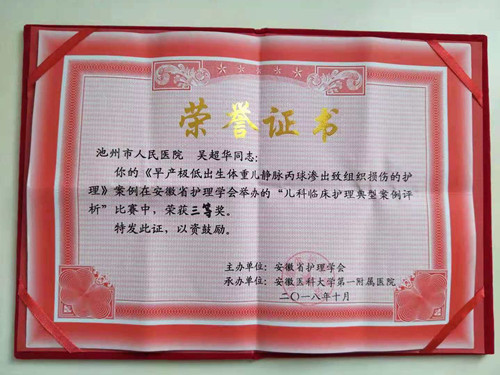 荣誉证书
池州市人民医院 吴超华同志:
你的《早产极低出生体重儿静脉丙球渗出致组织损伤的护
理》案例在安徽省护理学会举办的“儿科临床护理典型案例评
析”比赛中,荣获三等奖。
特发此证,以资鼓励。
主办单位:安徽省护理学会
承办单位:安徽医科大学第一附属医院
二〇一八年十月